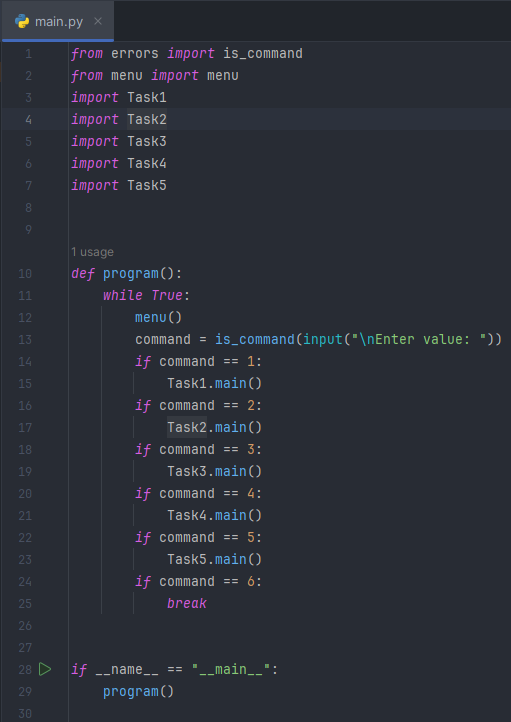 main.py ×
1 from errors import is_command
2 from menu import menu
3 import Task1
4 import Task2
5 import Task3
6 import Task4
7 import Task5
8
9
1 usage
10 def program():
11     while True:
12         menu()
13         command = is_command(input("\nEnter value: "))
14         if command == 1:
15             Task1.main()
16         if command == 2:
17             Task2.main()
18         if command == 3:
19             Task3.main()
20         if command == 4:
21             Task4.main()
22         if command == 5:
23             Task5.main()
24         if command == 6:
25             break
26
27
28 if __name__ == "__main__":
29     program()
30